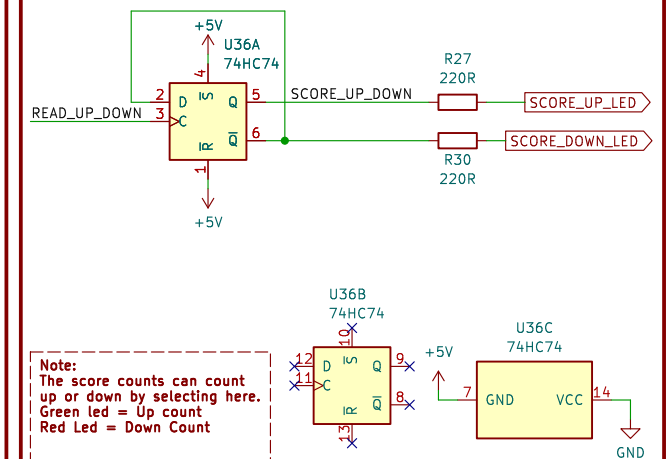 +5V
U36A
74HC74
4
R27
220R
2 D S Q 5
SCORE_UP_DOWN
SCORE_UP_LED
READ_UP_DOWN
3 C
R Q 6
SCORE_DOWN_LED
1
R30
220R
+5V
U36B
74HC74
10
U36C
74HC74
+5V
12 D S Q 9
11 C
R Q 8
13
7 GND VCC 14
GND
Note:
The score counts can count
up or down by selecting here.
Green led = Up count
Red Led = Down Count